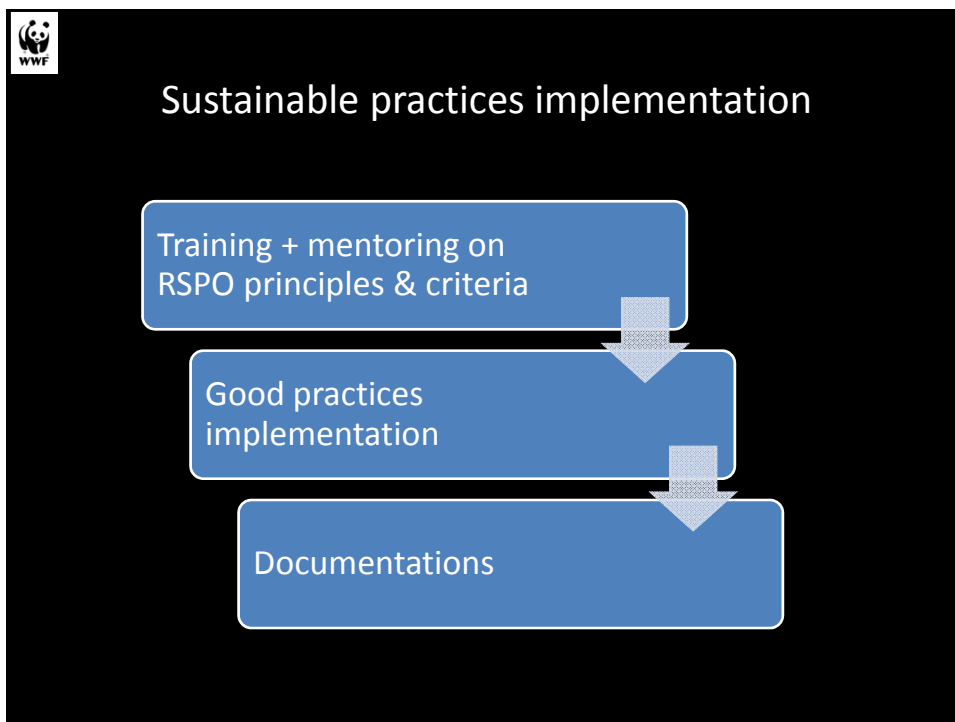 WWF
Sustainable practices implementation
Training + mentoring on
RSPO principles & criteria
Good practices
implementation
Documentations